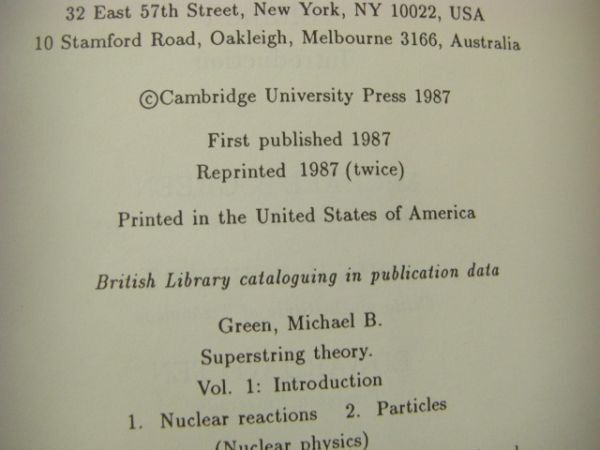 32 East 57th Street, New York, NY 10022, USA
10 Stamford Road, Oakleigh, Melbourne 3166, Australia
©Cambridge University Press 1987
First published 1987
Reprinted 1987 (twice)
Printed in the United States of America
British Library cataloguing in publication data
Green, Michael B.
Superstring theory.
Vol. 1: Introduction
1. Nuclear reactions 2. Particles
(Nuclear physics)